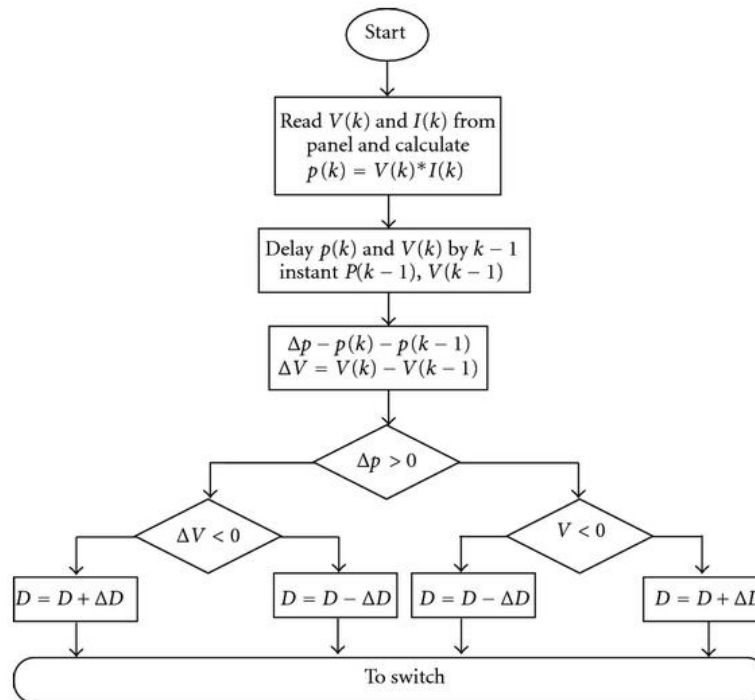 Start
Read V(k) and I(k) from
panel and calculate
p(k) = V(k)*I(k)
Delay p(k) and V(k) by k − 1
instant P(k − 1), V(k − 1)
Δp − p(k) − p(k − 1)
ΔV = V(k) − V(k − 1)
Δp > 0
ΔV < 0
V < 0
D = D + ΔD
D = D − ΔD
D = D − ΔD
D = D + ΔD
To switch